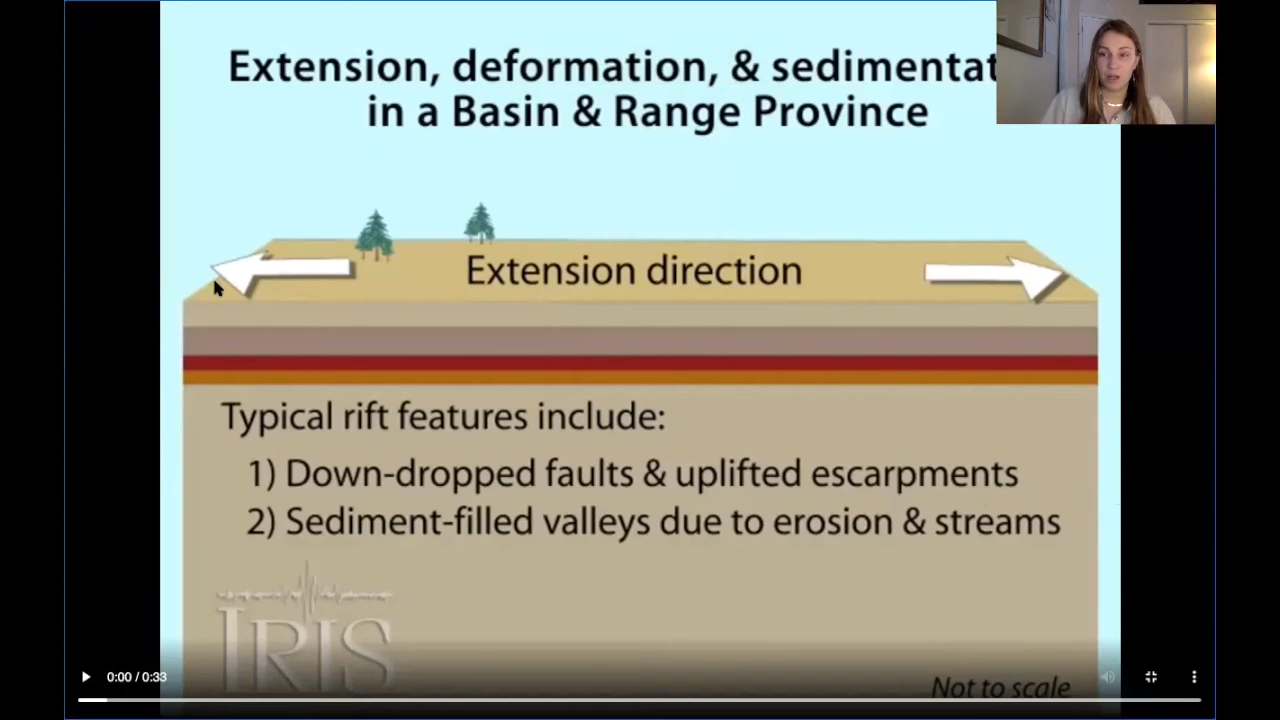 Extension, deformation, & sedimentat
in a Basin & Range Province
Extension direction
Typical rift features include:
1) Down-dropped faults & uplifted escarpments
2) Sediment-filled valleys due to erosion & streams
IRIS
Not to scale
0:00 / 0:33